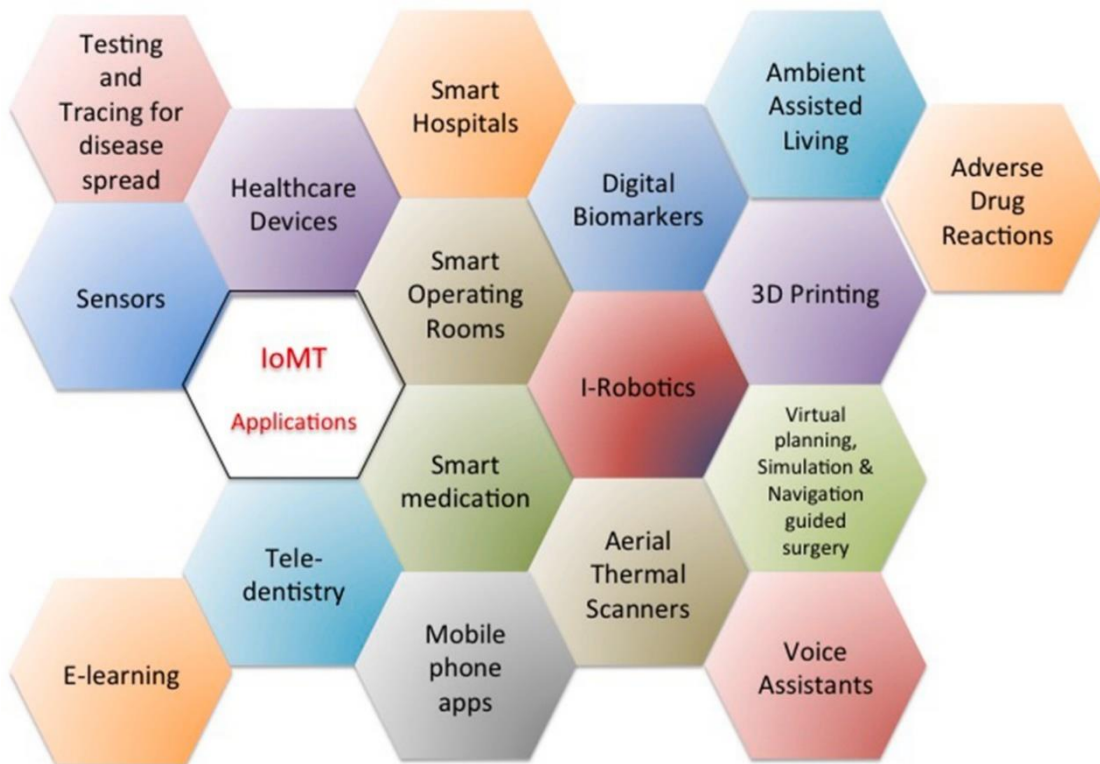 Testing
and
Tracing for
disease
spread
Smart
Hospitals
Ambient
Assisted
Living
Healthcare
Devices
Digital
Biomarkers
Adverse
Drug
Reactions
Sensors
Smart
Operating
Rooms
3D Printing
IoMT
Applications
I-Robotics
Smart
medication
Virtual
planning,
Simulation &
Navigation
guided
surgery
Tele-
dentistry
Aerial
Thermal
Scanners
E-learning
Mobile
phone
apps
Voice
Assistants